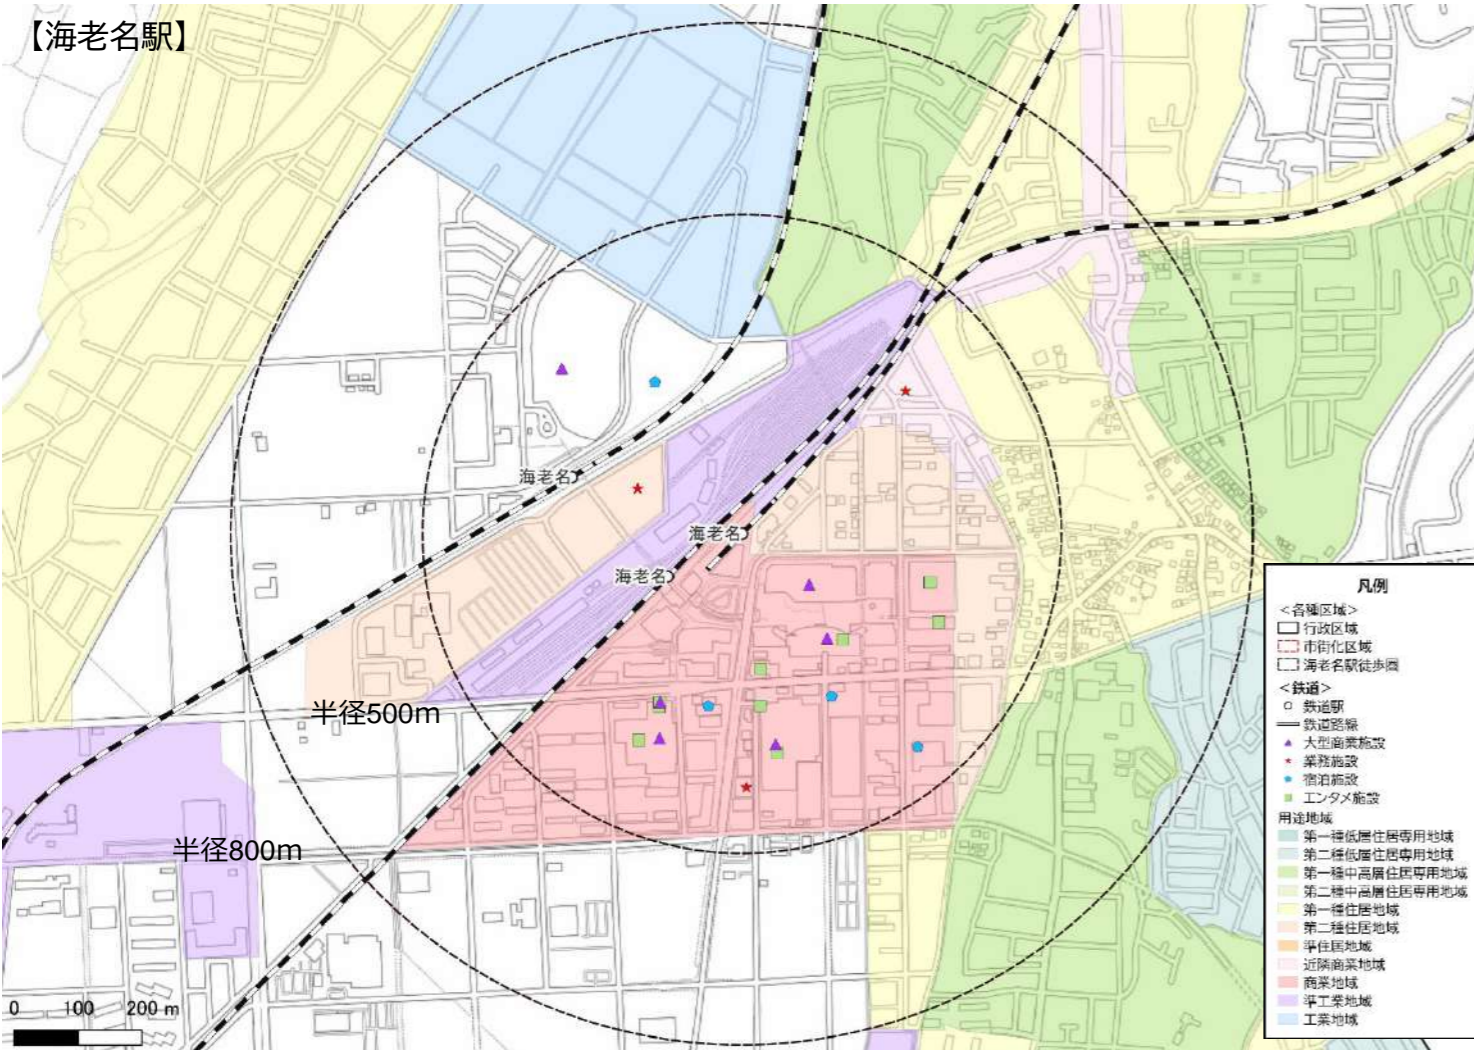 【海老名駅】
海老名
海老名
海老名
半径500m
半径800m
0 100 200 m
凡例
＜各種区域＞
行政区域
市街化区域
海老名駅徒歩圏
＜鉄道＞
鉄道駅
鉄道路線
大型商業施設
業務施設
宿泊施設
エンタメ施設
用途地域
第一種低層住居専用地域
第二種低層住居専用地域
第一種中高層住居専用地域
第二種中高層住居専用地域
第一種住居地域
第二種住居地域
準住居地域
近隣商業地域
商業地域
準工業地域
工業地域